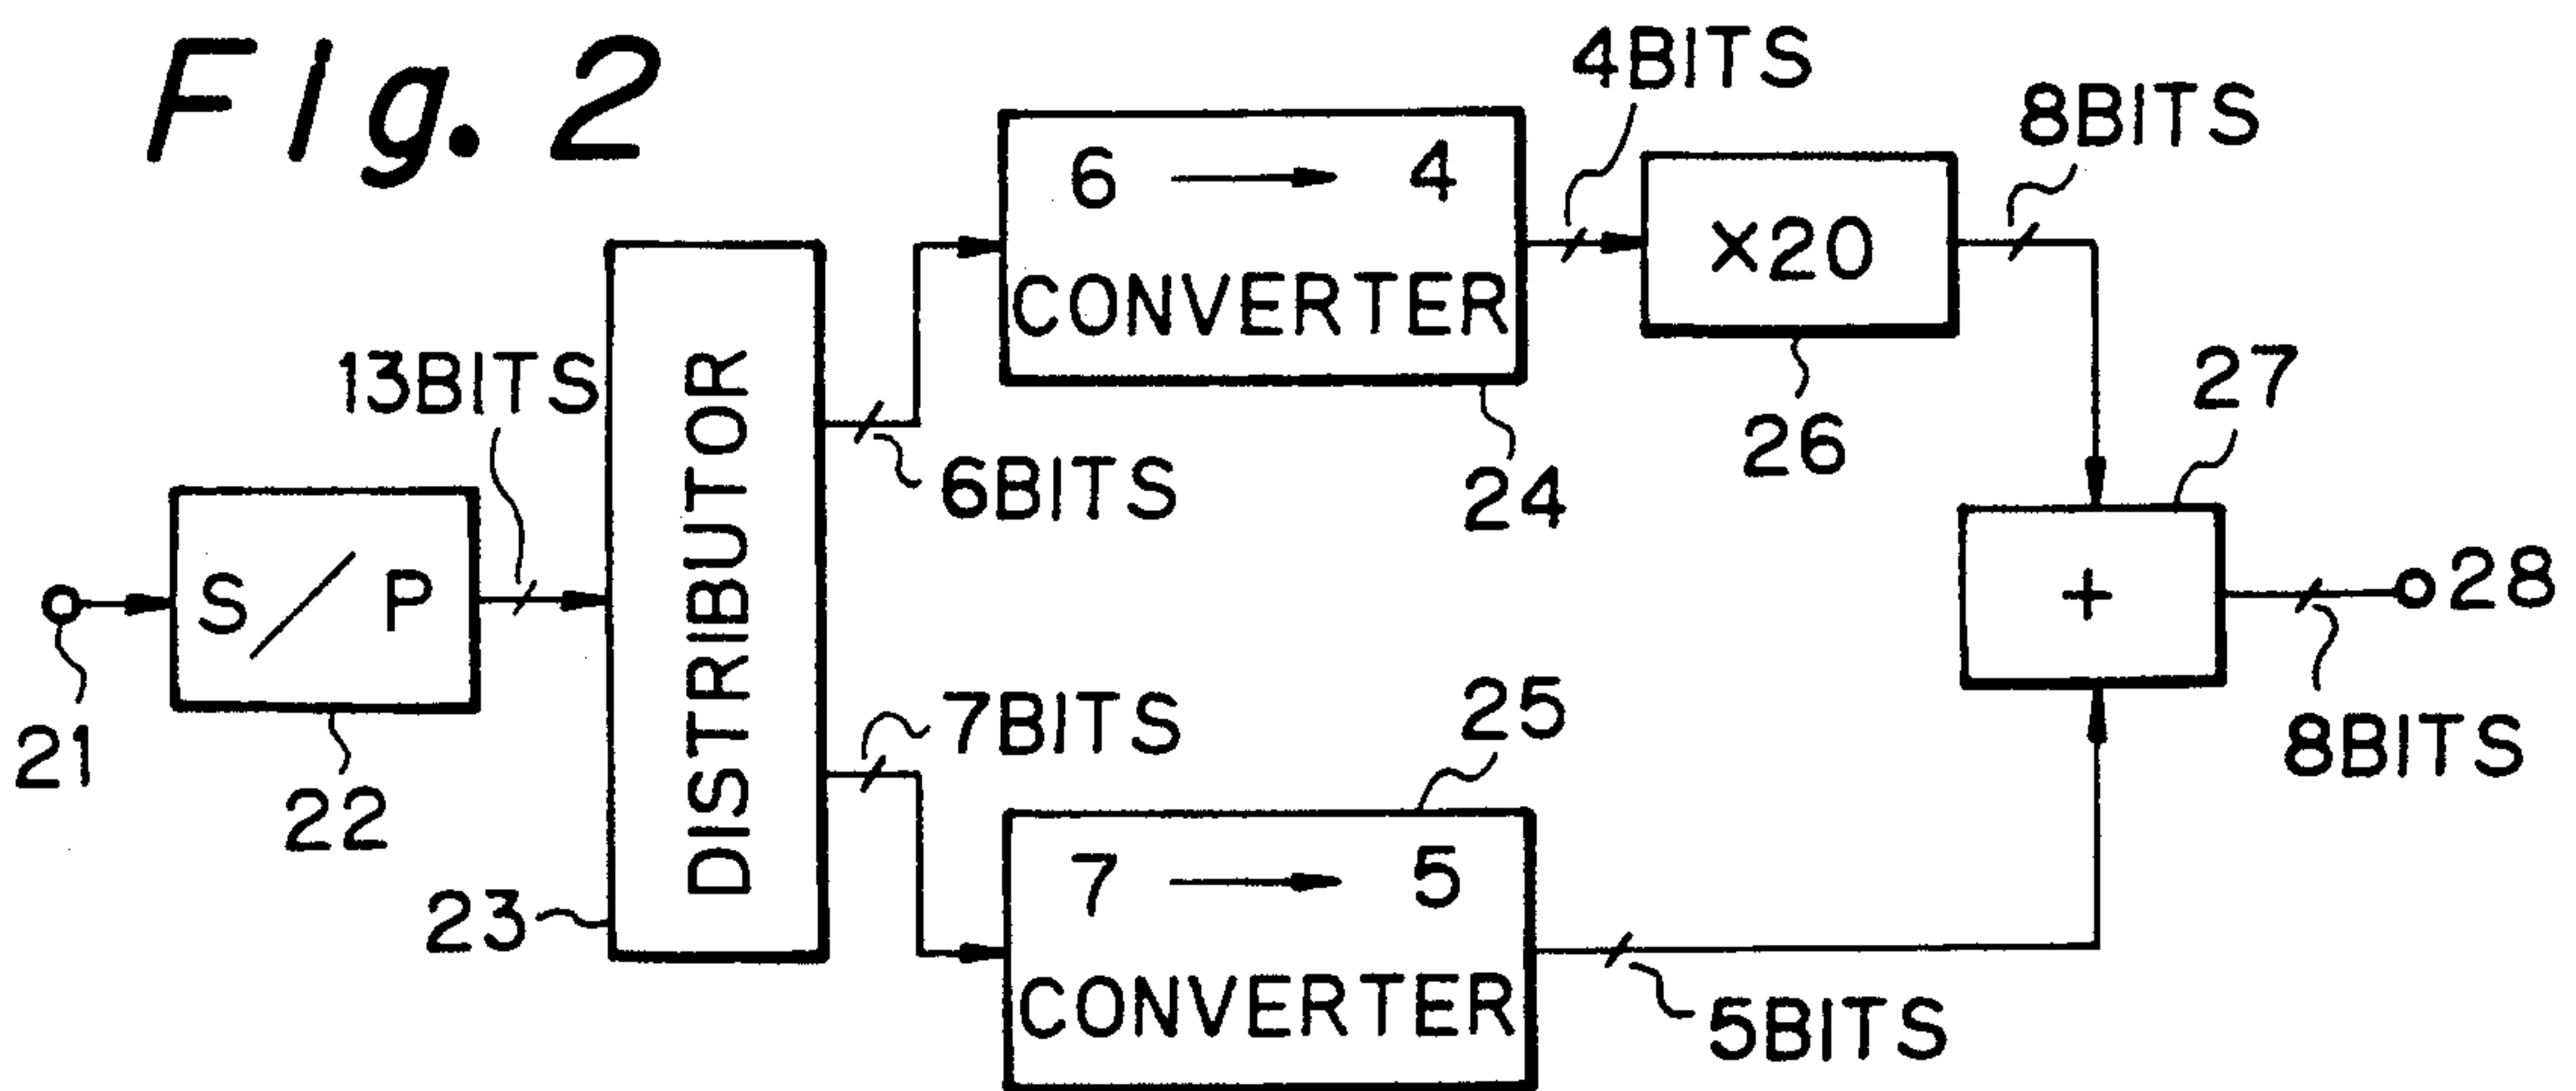 FIg. 2
4BITS
8BITS
6 → 4
CONVERTER
×20
13BITS
DISTRIBUTOR
6BITS
24
26
27
S/P
+
28
21
22
23
7BITS
25
8BITS
7 → 5
CONVERTER
5BITS